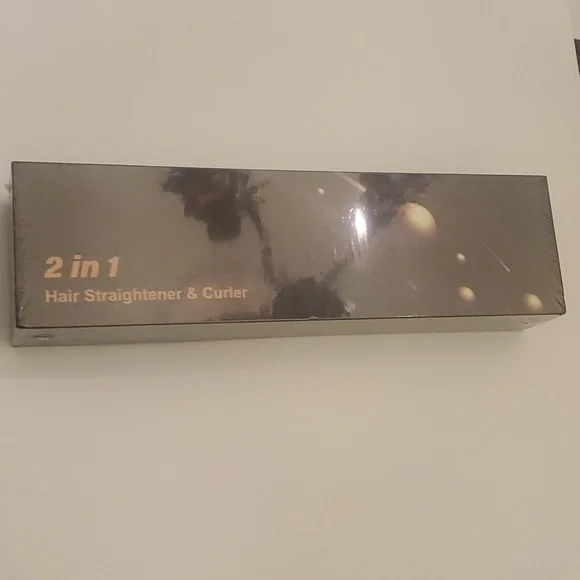 2 in 1
Hair Straightener & Curler